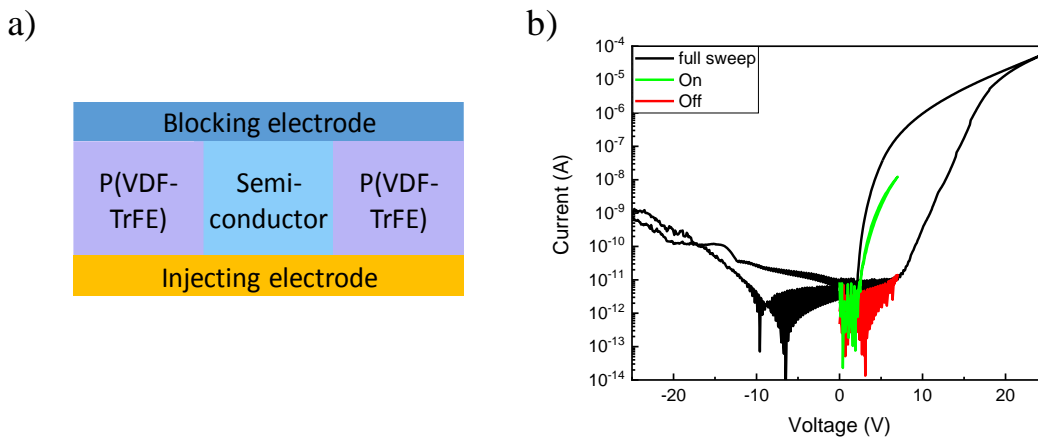 a)
Blocking electrode
P(VDF-
TrFE)
Semi-
conductor
P(VDF-
TrFE)
Injecting electrode
b)
full sweep
On
Off
10⁻⁴
10⁻⁵
10⁻⁶
10⁻⁷
10⁻⁸
10⁻⁹
10⁻¹⁰
10⁻¹¹
10⁻¹²
10⁻¹³
10⁻¹⁴
Current (A)
-20 -10 0 10 20
Voltage (V)